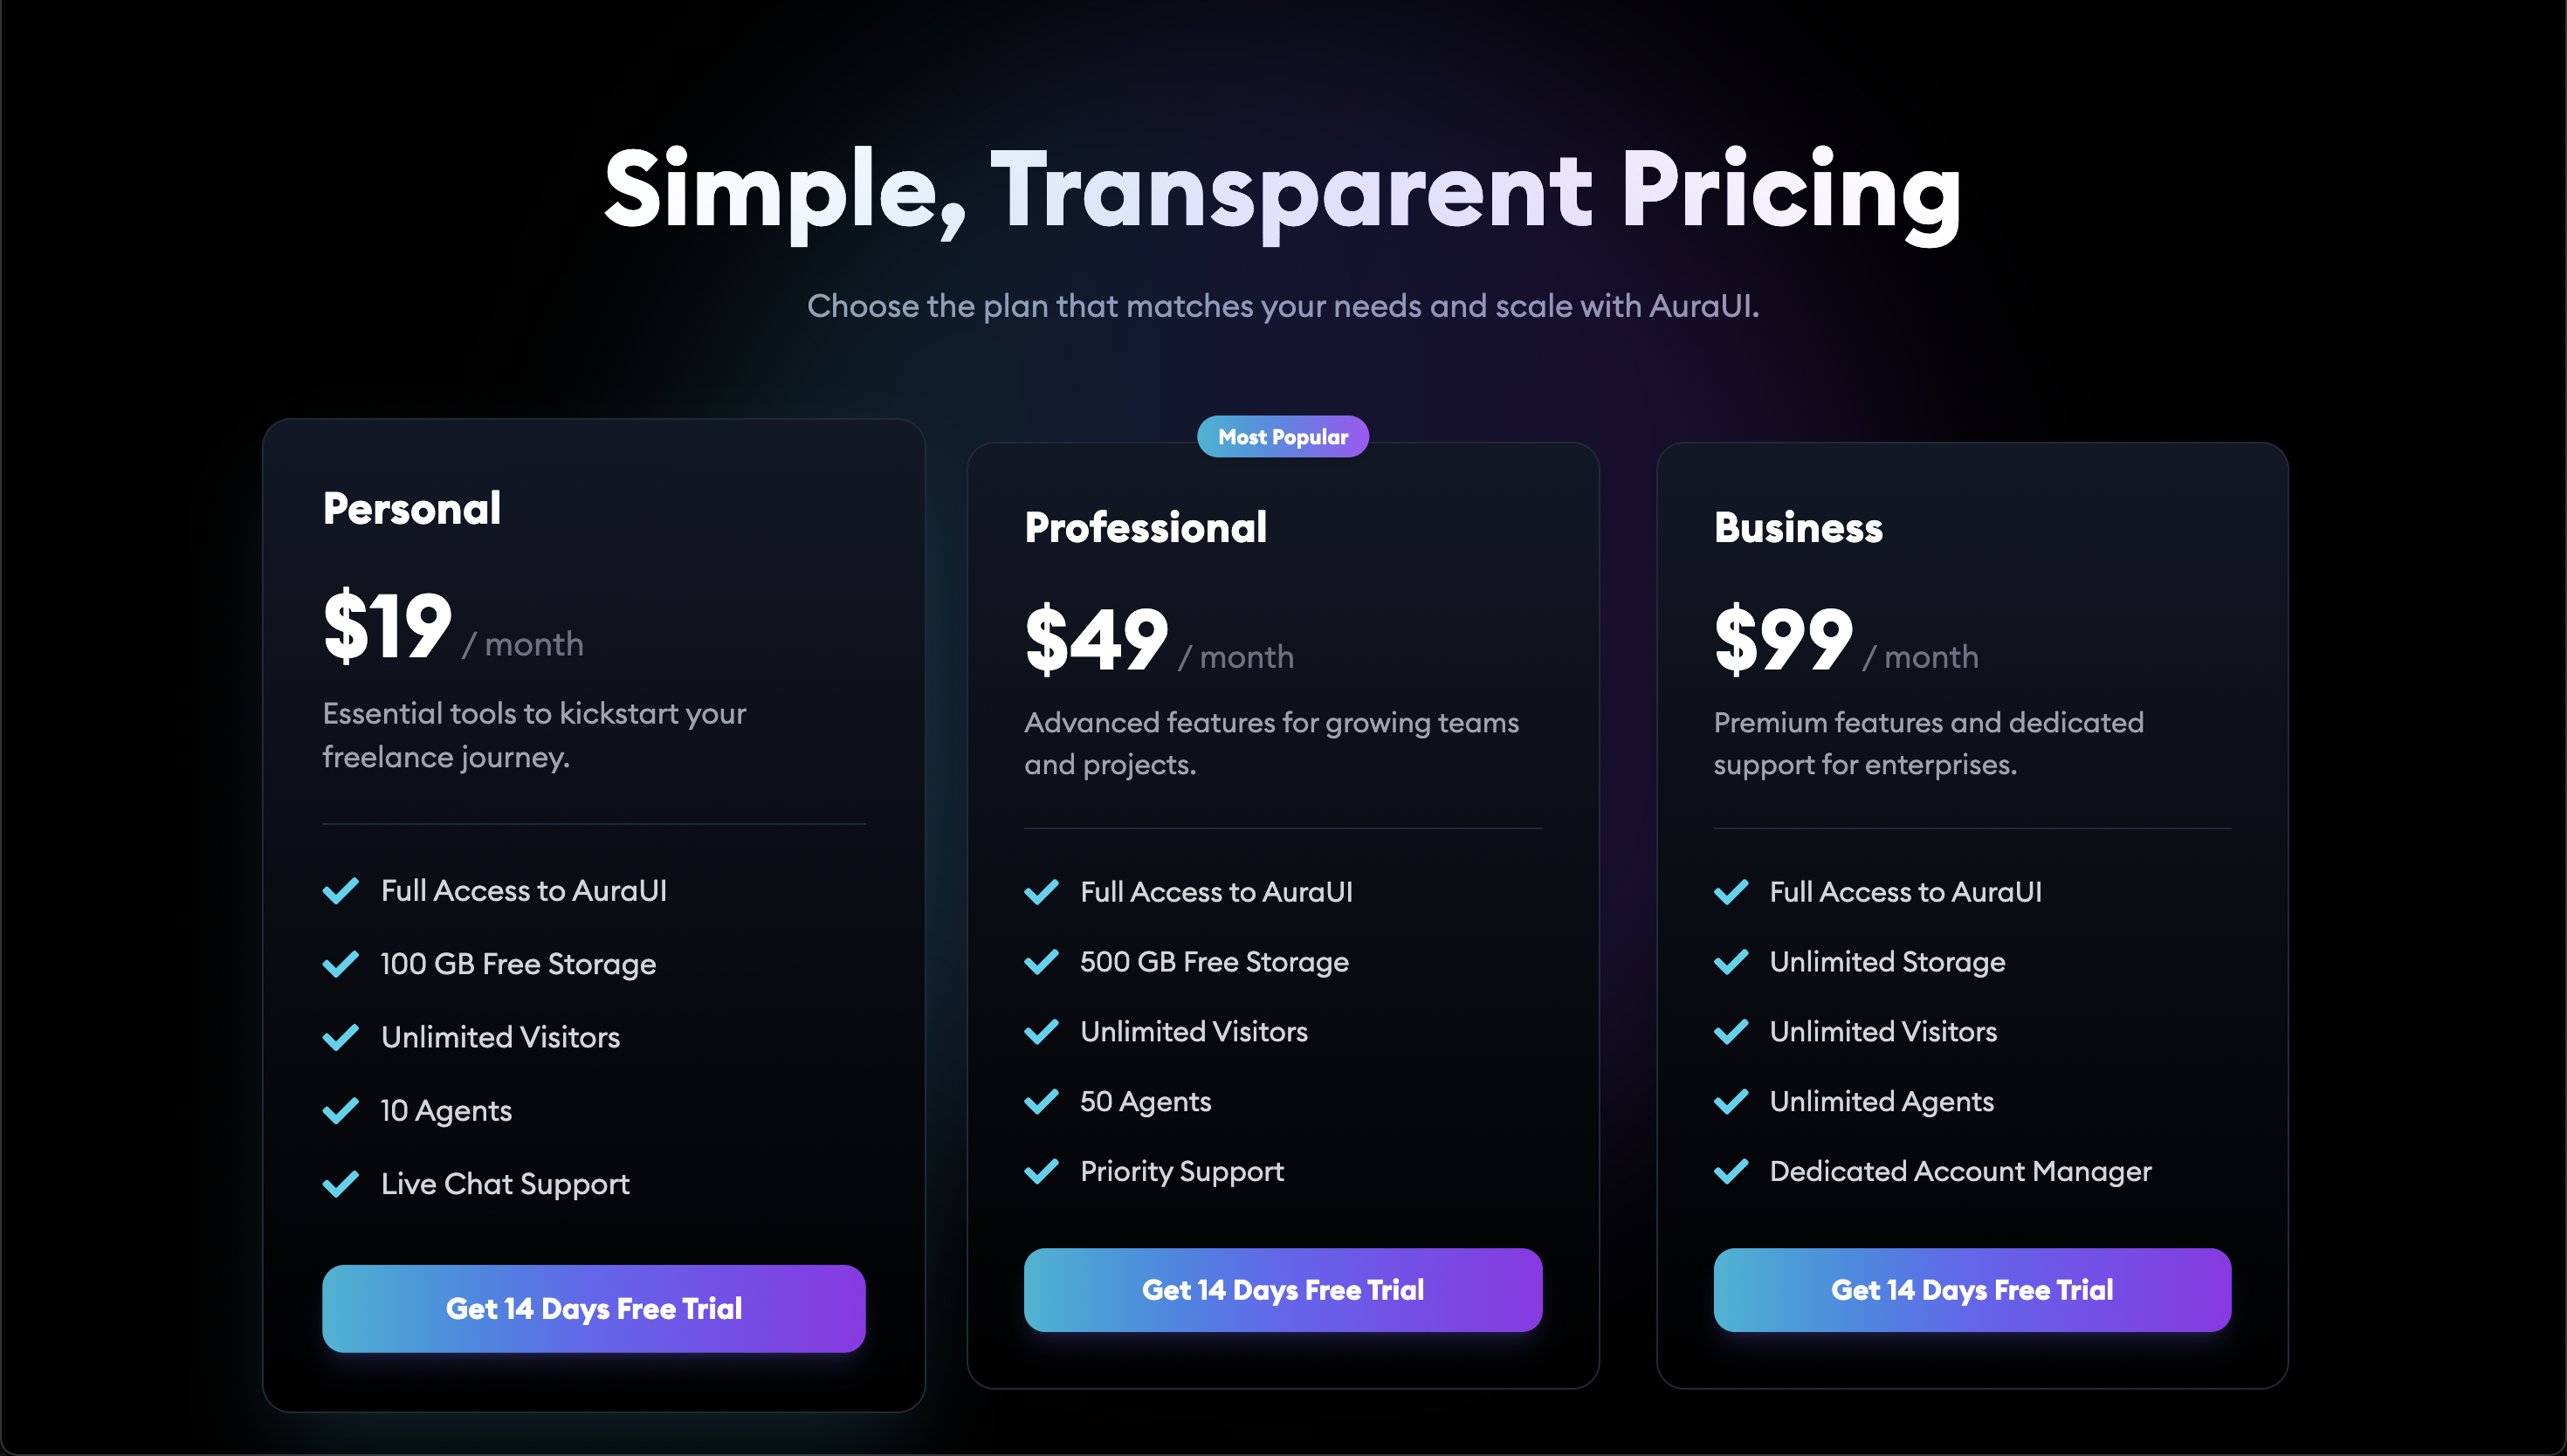 Simple, Transparent Pricing
Choose the plan that matches your needs and scale with AuraUI.
Personal
$19 / month
Essential tools to kickstart your
freelance journey.
Full Access to AuraUI
100 GB Free Storage
Unlimited Visitors
10 Agents
Live Chat Support
Get 14 Days Free Trial
Most Popular
Professional
$49 / month
Advanced features for growing teams
and projects.
Full Access to AuraUI
500 GB Free Storage
Unlimited Visitors
50 Agents
Priority Support
Get 14 Days Free Trial
Business
$99 / month
Premium features and dedicated
support for enterprises.
Full Access to AuraUI
Unlimited Storage
Unlimited Visitors
Unlimited Agents
Dedicated Account Manager
Get 14 Days Free Trial